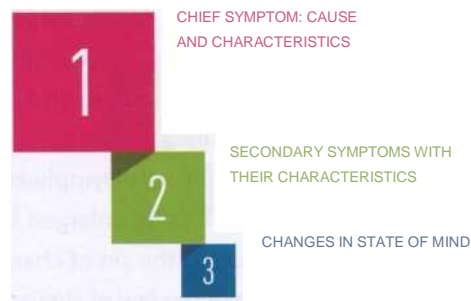 CHIEF SYMPTOM: CAUSE
AND CHARACTERISTICS
1
SECONDARY SYMPTOMS WITH
THEIR CHARACTERISTICS
2
CHANGES IN STATE OF MIND
3